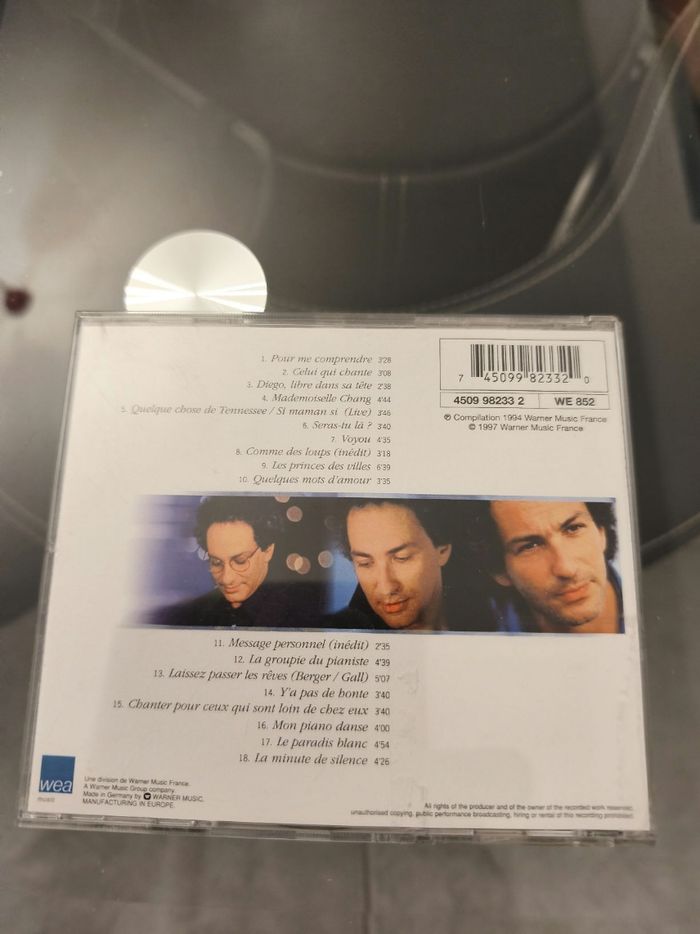 1. Pour me comprendre 3'28
2. Celui qui chante 3'08
3. Diego, libre dans sa tête 2'38
4. Mademoiselle Chang 4'44
5. Quelque chose de Tennessee / Si maman si (Live) 3'46
6. Seras-tu là ? 3'40
7. Voyou 4'35
8. Comme des loups (inédit) 3'18
9. Les princes des villes 6'39
10. Quelques mots d'amour 3'35
7 45099 82332 0
4509 98233 2 WE 852
℗ Compilation 1994 Warner Music France
© 1997 Warner Music France
11. Message personnel (inédit) 2'35
12. La groupie du pianiste 4'39
13. Laissez passer les rêves (Berger / Gall) 5'07
14. Y'a pas de honte 3'40
15. Chanter pour ceux qui sont loin de chez eux 3'40
16. Mon piano danse 4'00
17. Le paradis blanc 4'54
18. La minute de silence 4'26
wea
music
Une division de Warner Music France.
A Warner Music Group company.
Made in Germany by WARNER MUSIC
MANUFACTURING IN EUROPE.
All rights of the producer and of the owner of the recorded work reserved,
unauthorised copying, public performance broadcasting, hiring or rental of this recording prohibited.